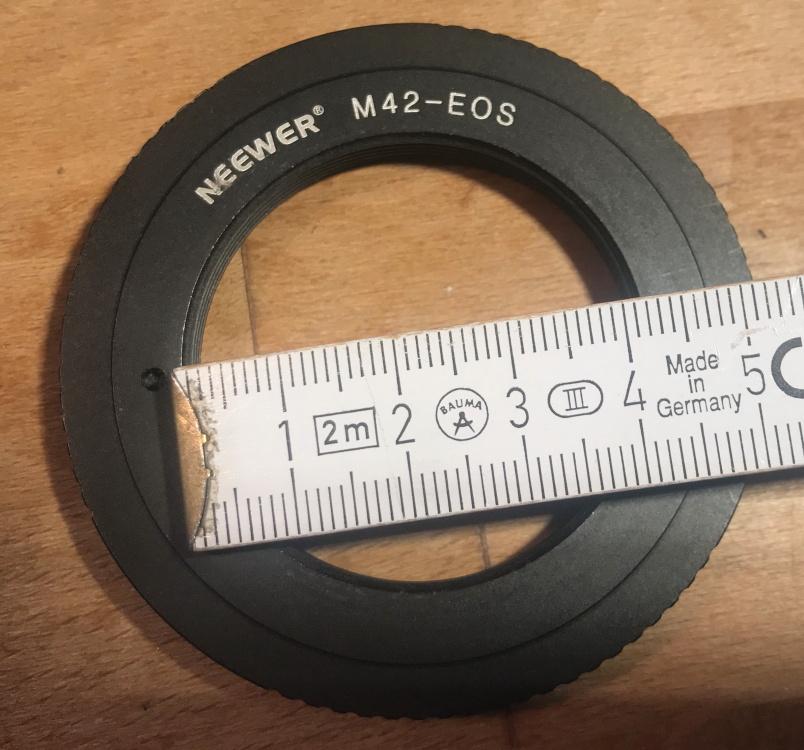 NEEWER® M42-EOS
1 2m 2 BAUMA 3 III 4 Made in Germany 5